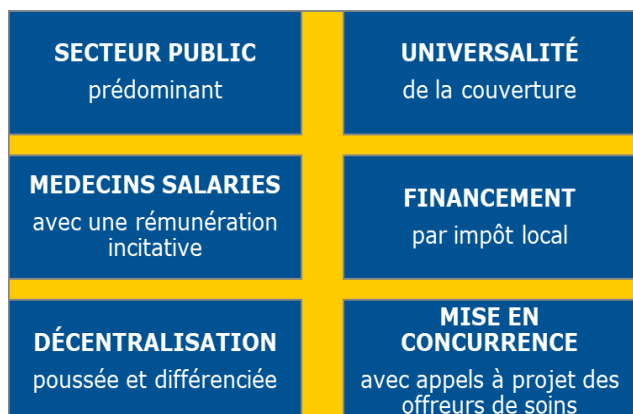 SECTEUR PUBLIC
prédominant
UNIVERSALITÉ
de la couverture
MEDECINS SALARIES
avec une rémunération
incitative
FINANCEMENT
par impôt local
DÉCENTRALISATION
poussée et différenciée
MISE EN
CONCURRENCE
avec appels à projet des
offreurs de soins